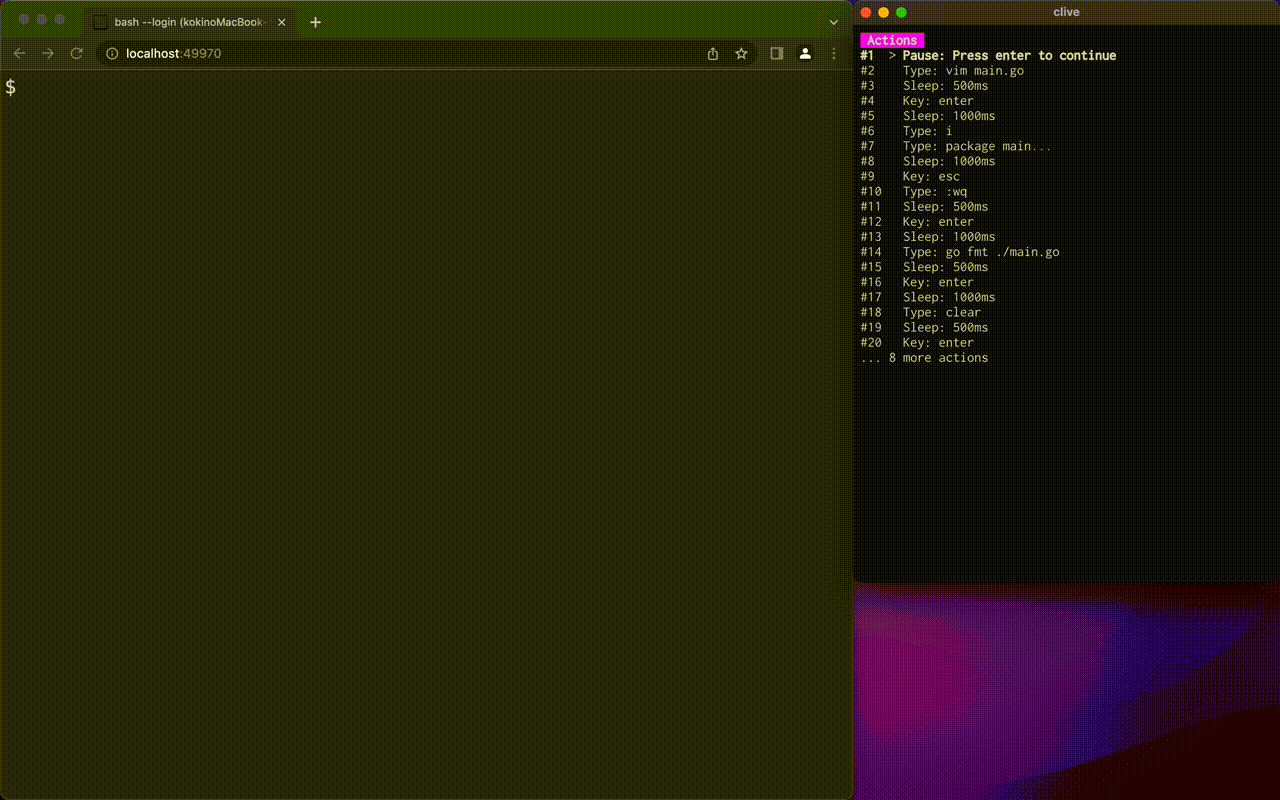 bash --login (kokinoMacBook-
localhost:49970
$
clive
Actions
#1 > Pause: Press enter to continue
#2 Type: vim main.go
#3 Sleep: 500ms
#4 Key: enter
#5 Sleep: 1000ms
#6 Type: i
#7 Type: package main...
#8 Sleep: 1000ms
#9 Key: esc
#10 Type: :wq
#11 Sleep: 500ms
#12 Key: enter
#13 Sleep: 1000ms
#14 Type: go fmt ./main.go
#15 Sleep: 500ms
#16 Key: enter
#17 Sleep: 1000ms
#18 Type: clear
#19 Sleep: 500ms
#20 Key: enter
... 8 more actions